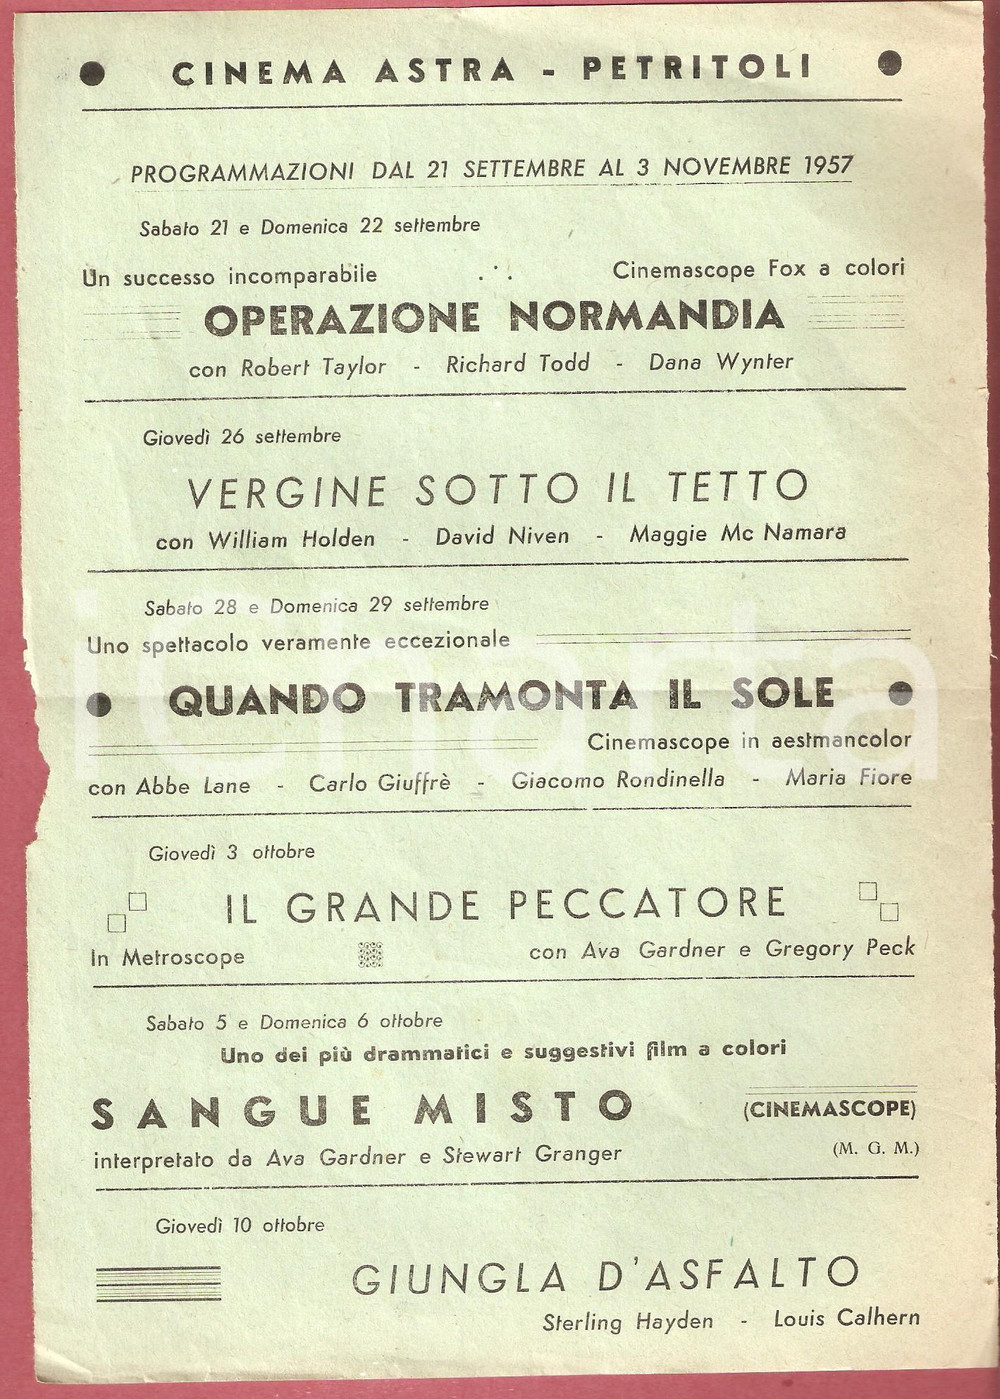 CINEMA ASTRA - PETRITOLI
PROGRAMMAZIONI DAL 21 SETTEMBRE AL 3 NOVEMBRE 1957
Sabato 21 e Domenica 22 settembre
Un successo incomparabile Cinemascope Fox a colori
OPERAZIONE NORMANDIA
con Robert Taylor - Richard Todd - Dana Wynter
Giovedì 26 settembre
VERGINE SOTTO IL TETTO
con William Holden - David Niven - Maggie Mc Namara
Sabato 28 e Domenica 29 settembre
Uno spettacolo veramente eccezionale
QUANDO TRAMONTA IL SOLE
Cinemascope in aestmancolor
con Abbe Lane - Carlo Giuffrè - Giacomo Rondinella - Maria Fiore
Giovedì 3 ottobre
IL GRANDE PECCATORE
In Metroscope con Ava Gardner e Gregory Peck
Sabato 5 e Domenica 6 ottobre
Uno dei più drammatici e suggestivi film a colori
SANGUE MISTO (CINEMASCOPE)
interpretato da Ava Gardner e Stewart Granger (M. G. M.)
Giovedì 10 ottobre
GIUNGLA D'ASFALTO
Sterling Hayden - Louis Calhern